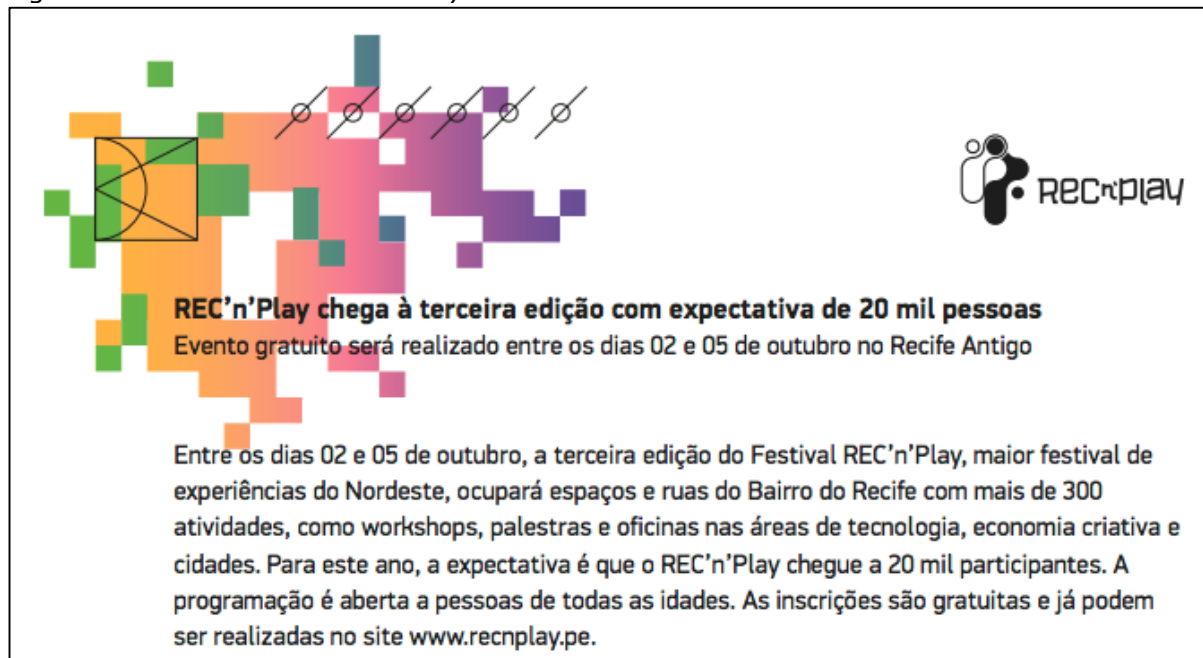 REC'n'play
REC’n’Play chega à terceira edição com expectativa de 20 mil pessoas
Evento gratuito será realizado entre os dias 02 e 05 de outubro no Recife Antigo
Entre os dias 02 e 05 de outubro, a terceira edição do Festival REC’n’Play, maior festival de
experiências do Nordeste, ocupará espaços e ruas do Bairro do Recife com mais de 300
atividades, como workshops, palestras e oficinas nas áreas de tecnologia, economia criativa e
cidades. Para este ano, a expectativa é que o REC’n’Play chegue a 20 mil participantes. A
programação é aberta a pessoas de todas as idades. As inscrições são gratuitas e já podem
ser realizadas no site www.recnplay.pe.